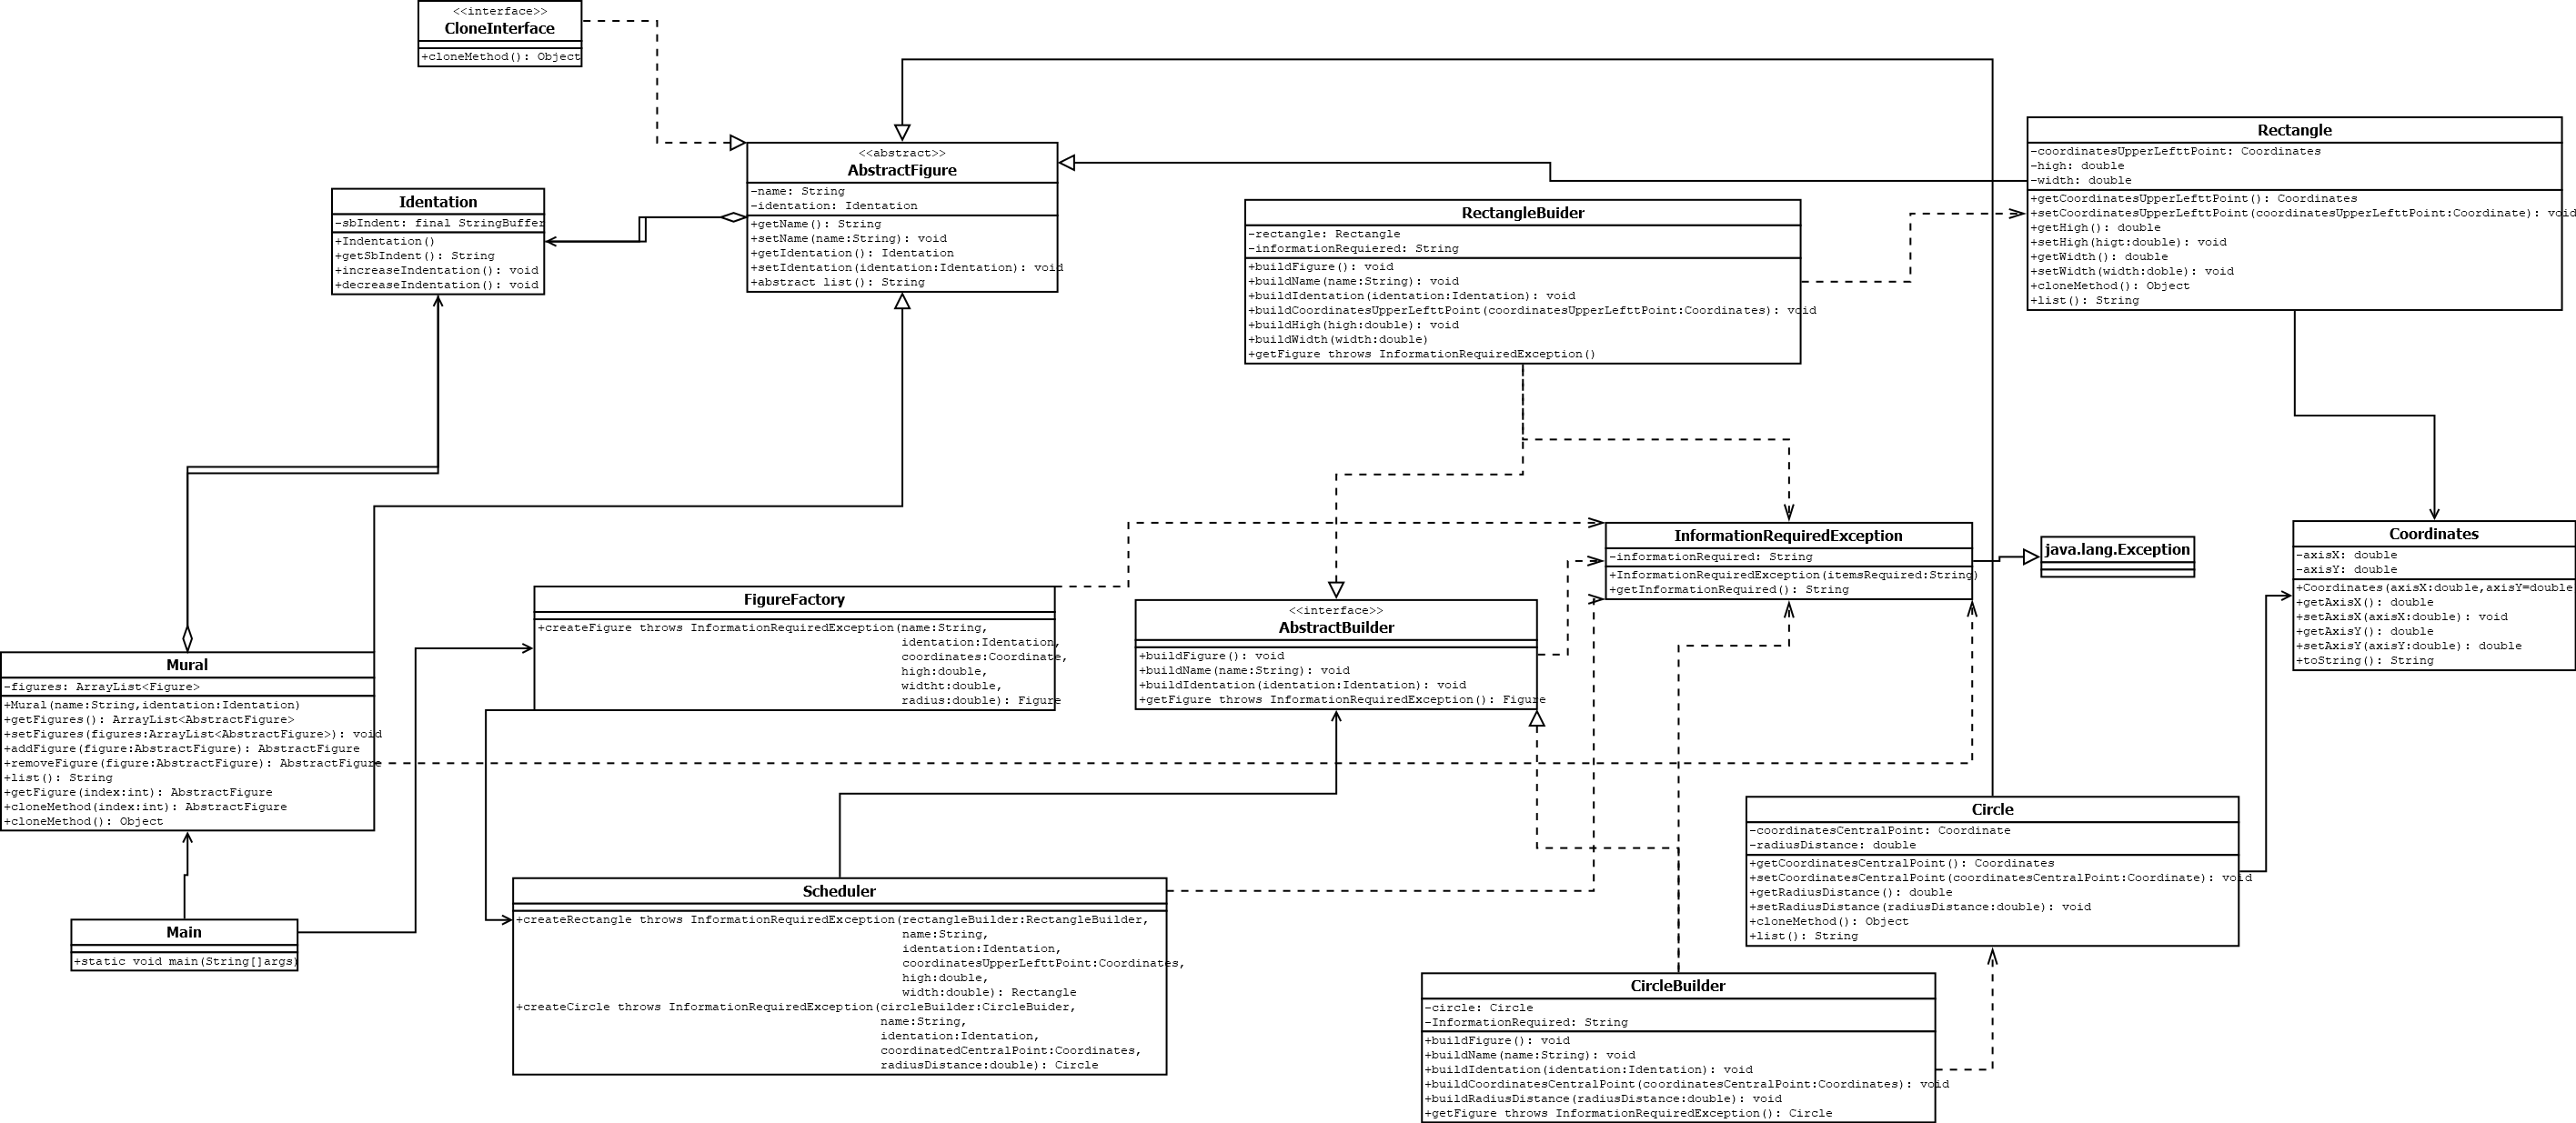 <<interface>>
CloneInterface
+cloneMethod(): Object
<<abstract>>
AbstractFigure
-name: String
-identation: Identation
+getName(): String
+setName(name:String): void
+getIdentation(): Identation
+setIdentation(identation:Identation): void
+abstract list(): String
Identation
-sbIndent: final StringBuffer
+Indentation()
+getSbIndent(): String
+increaseIndentation(): void
+decreaseIndentation(): void
RectangleBuider
-rectangle: Rectangle
-informationRequiered: String
+buildFigure(): void
+buildName(name:String): void
+buildIdentation(identation:Identation): void
+buildCoordinatesUpperLefttPoint(coordinatesUpperLefttPoint:Coordinates): void
+buildHigh(high:double): void
+buildWidth(width:double)
+getFigure throws InformationRequiredException()
Rectangle
-coordinatesUpperLefttPoint: Coordinates
-high: double
-width: double
+getCoordinatesUpperLefttPoint(): Coordinates
+setCoordinatesUpperLefttPoint(coordinatesUpperLefttPoint:Coordinate): void
+getHigh(): double
+setHigh(higt:double): void
+getWidth(): double
+setWidth(width:doble): void
+cloneMethod(): Object
+list(): String
InformationRequiredException
-informationRequired: String
+InformationRequiredException(itemsRequired:String)
+getInformationRequired(): String
java.lang.Exception
Coordinates
-axisX: double
-axisY: double
+Coordinates(axisX:double,axisY=double
+getAxisX(): double
+setAxisX(axisX:double): void
+getAxisY(): double
+setAxisY(axisY:double): double
+toString(): String
FigureFactory
+createFigure throws InformationRequiredException(name:String,
identation:Identation,
coordinates:Coordinate,
high:double,
widtht:double,
radius:double): Figure
<<interface>>
AbstractBuilder
+buildFigure(): void
+buildName(name:String): void
+buildIdentation(identation:Identation): void
+getFigure throws InformationRequiredException(): Figure
Mural
-figures: ArrayList<Figure>
+Mural(name:String,identation:Identation)
+getFigures(): ArrayList<AbstractFigure>
+setFigures(figures:ArrayList<AbstractFigure>): void
+addFigure(figure:AbstractFigure): AbstractFigure
+removeFigure(figure:AbstractFigure): AbstractFigure
+list(): String
+getFigure(index:int): AbstractFigure
+cloneMethod(index:int): AbstractFigure
+cloneMethod(): Object
Main
+static void main(String[]args)
Scheduler
+createRectangle throws InformationRequiredException(rectangleBuilder:RectangleBuilder,
name:String,
identation:Identation,
coordinatesUpperLefttPoint:Coordinates,
high:double,
width:double): Rectangle
+createCircle throws InformationRequiredException(circleBuilder:CircleBuider,
name:String,
identation:Identation,
coordinatedCentralPoint:Coordinates,
radiusDistance:double): Circle
Circle
-coordinatesCentralPoint: Coordinate
-radiusDistance: double
+getCoordinatesCentralPoint(): Coordinates
+setCoordinatesCentralPoint(coordinatesCentralPoint:Coordinate): void
+getRadiusDistance(): double
+setRadiusDistance(radiusDistance:double): void
+cloneMethod(): Object
+list(): String
CircleBuilder
-circle: Circle
-InformationRequired: String
+buildFigure(): void
+buildName(name:String): void
+buildIdentation(identation:Identation): void
+buildCoordinatesCentralPoint(coordinatesCentralPoint:Coordinates): void
+buildRadiusDistance(radiusDistance:double): void
+getFigure throws InformationRequiredException(): Circle